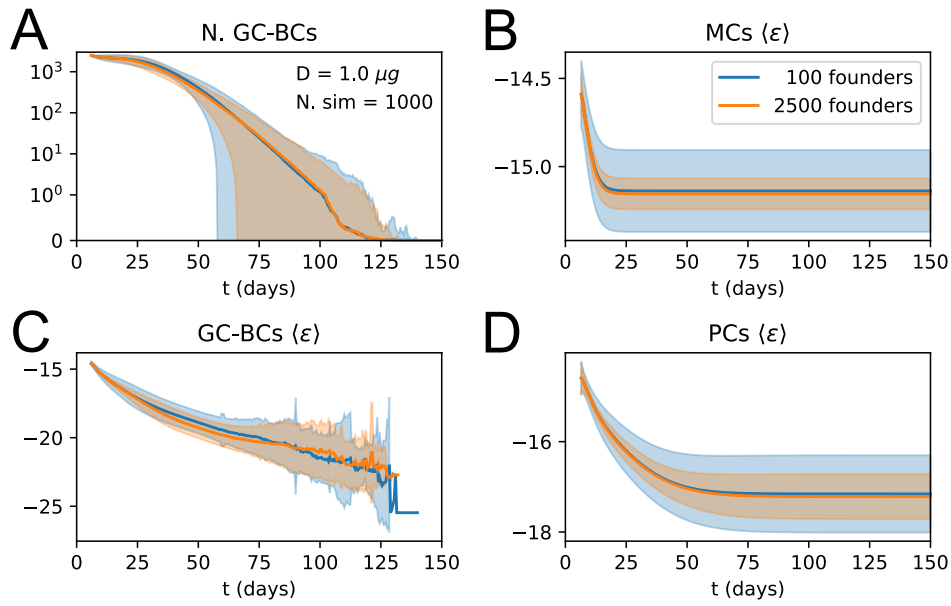 A
N. GC-BCs
D = 1.0 μg
N. sim = 1000
10³
10²
10¹
10⁰
0
0 25 50 75 100 125 150
t (days)
B
MCs ⟨ε⟩
100 founders
2500 founders
−14.5
−15.0
0 25 50 75 100 125 150
t (days)
C
GC-BCs ⟨ε⟩
−15
−20
−25
0 25 50 75 100 125 150
t (days)
D
PCs ⟨ε⟩
−16
−18
0 25 50 75 100 125 150
t (days)